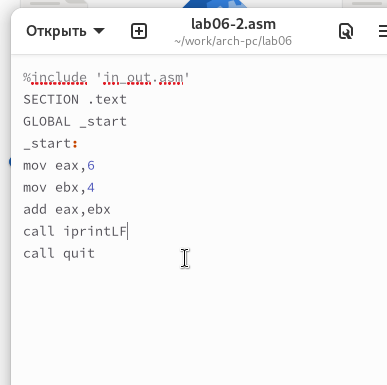 Открыть
lab06-2.asm
~/work/arch-pc/lab06
%include 'in_out.asm'
SECTION .text
GLOBAL _start
_start:
mov eax,6
mov ebx,4
add eax,ebx
call iprintLF
call quit